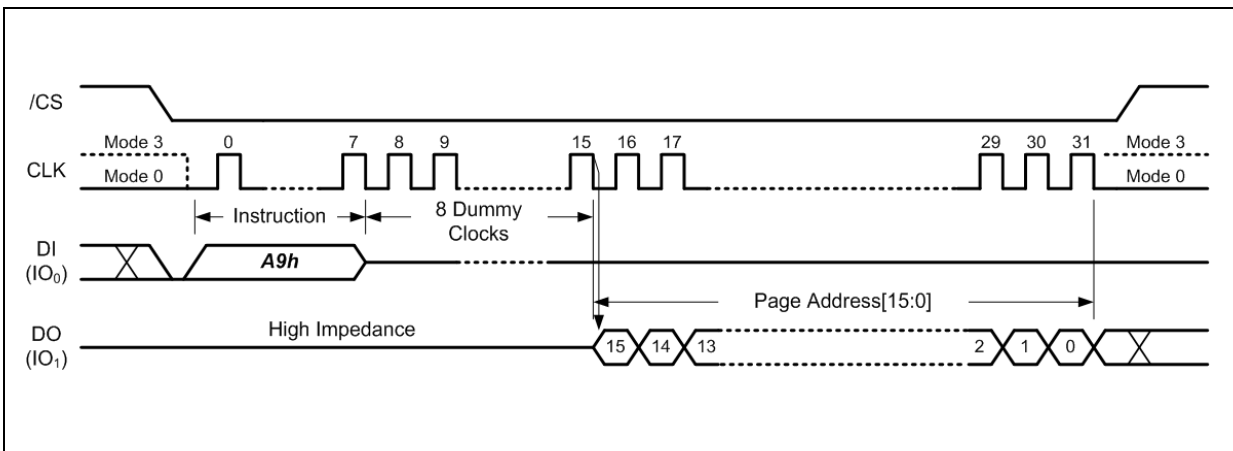 /CS
Mode 3 0 7 8 9 15 16 17 29 30 31 Mode 3
CLK
Mode 0 Mode 0
Instruction 8 Dummy
Clocks
DI
(IO₀)
A9h
Page Address[15:0]
High Impedance
DO
(IO₁)
15 14 13 2 1 0